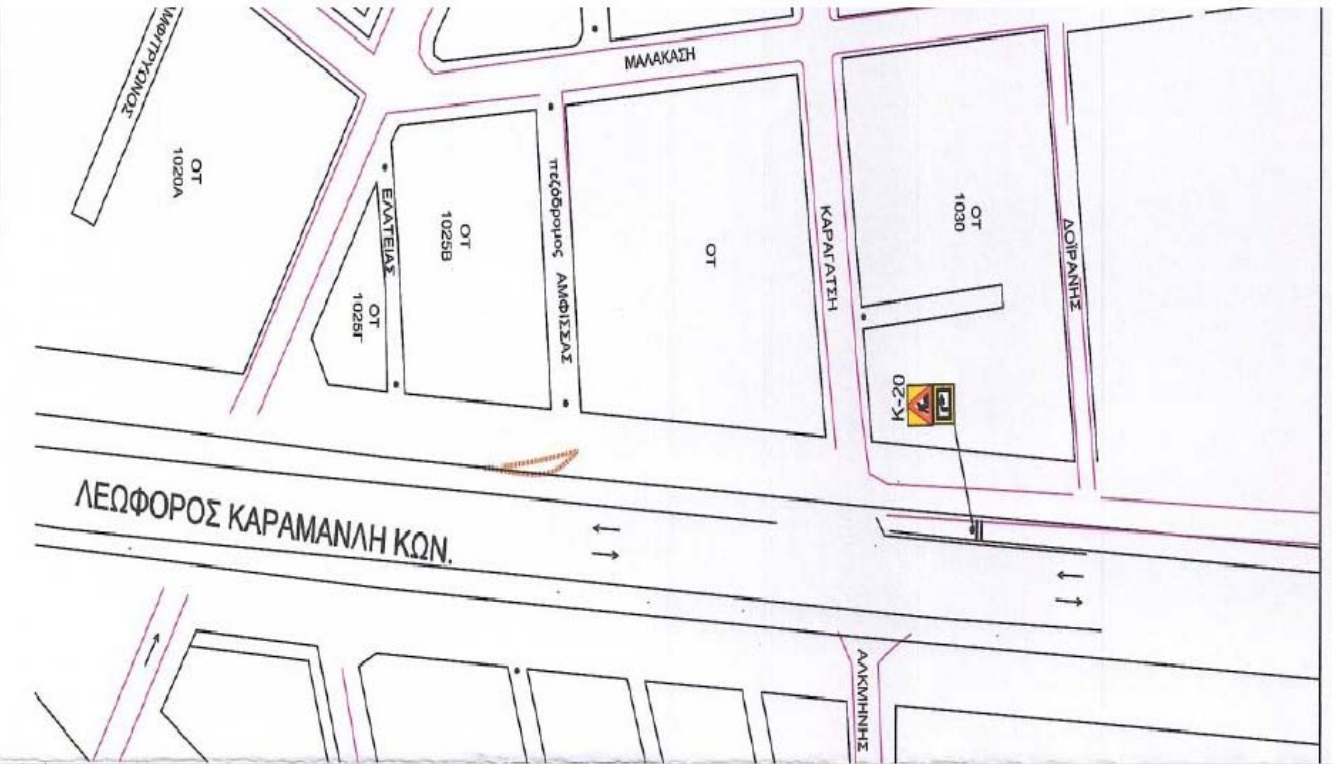 ΑΜΦΙΤΡΥΩΝΟΣ
ΜΑΛΑΚΑΣΗ
ΟΤ
1020Α
ΕΛΑΤΕΙΑΣ
ΟΤ
1025Β
πεζόδρομος ΑΜΦΙΣΣΑΣ
ΟΤ
ΚΑΡΑΓΑΤΣΗ
ΟΤ
1030
ΔΟΪΡΑΝΗΣ
ΟΤ
1025Γ
Κ-20
ΛΕΩΦΟΡΟΣ ΚΑΡΑΜΑΝΛΗ ΚΩΝ.
ΑΛΚΜΗΝΗΣ